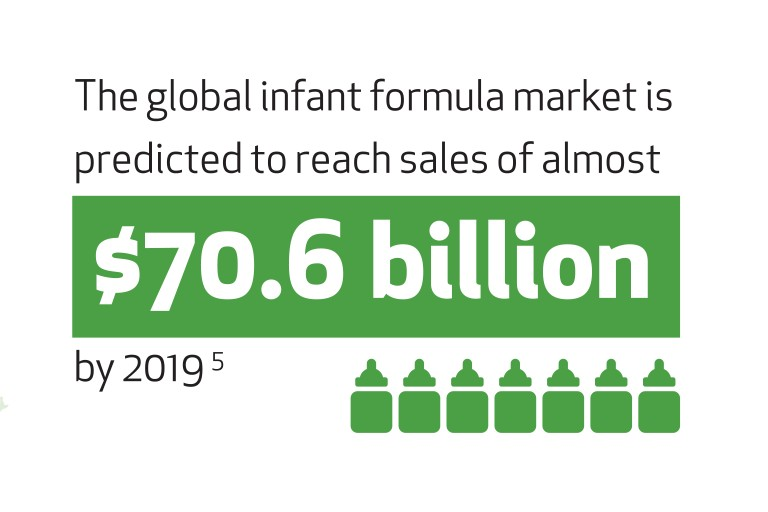 The global infant formula market is
predicted to reach sales of almost
$70.6 billion
by 2019 5